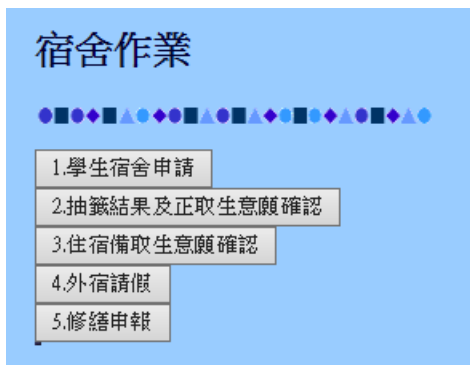 宿舍作業
1.學生宿舍申請
2.抽籤結果及正取生意願確認
3.住宿備取生意願確認
4.外宿請假
5.修繕申報